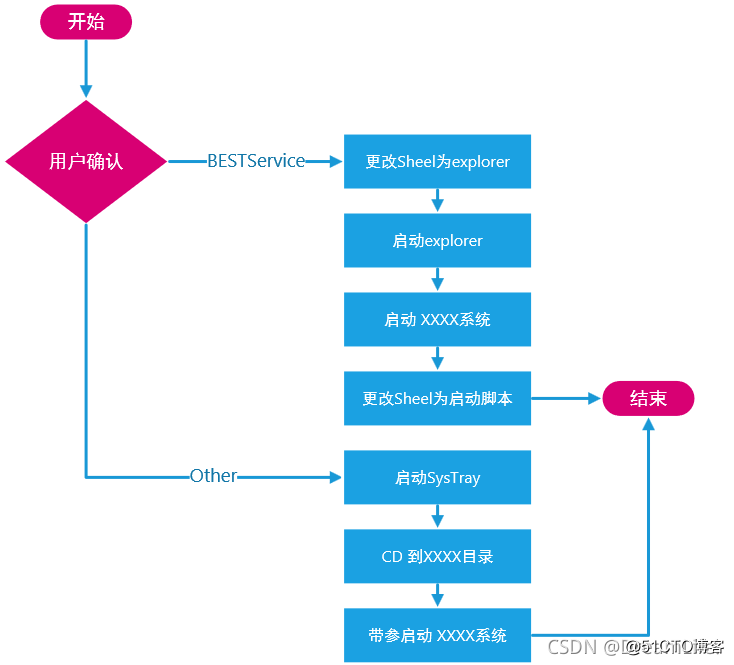 开始
用户确认
BESTService
更改Sheel为explorer
启动explorer
启动 XXXX系统
更改Sheel为启动脚本
结束
Other
启动SysTray
CD 到XXXX目录
带参启动 XXXX系统
CSDN
@51CTO博客